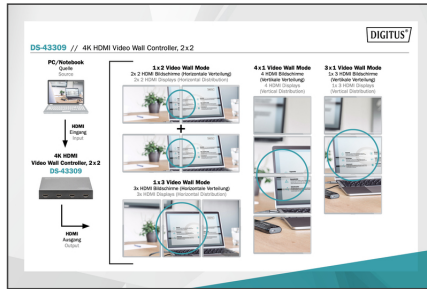 DIGITUS®
DS-43309 // 4K HDMI Video Wall Controller, 2x2
PC/Notebook
Quelle
Source
HDMI
Eingang
Input
4K HDMI
Video Wall Controller, 2x2
DS-43309
HDMI
Ausgang
Output
1x2 Video Wall Mode
2x 2 HDMI Bildschirme (Horizontale Verteilung)
2x 2 HDMI Displays (Horizontal Distribution)
+
1x3 Video Wall Mode
3x HDMI Bildschirme (Horizontale Verteilung)
3x HDMI Displays (Horizontal Distribution)
4x1 Video Wall Mode
4 HDMI Bildschirme
(Vertikale Verteilung)
4 HDMI Displays
(Vertical Distribution)
3x1 Video Wall Mode
1x 3 HDMI Bildschirme
(Vertikale Verteilung)
1x 3 HDMI Displays
(Vertical Distribution)